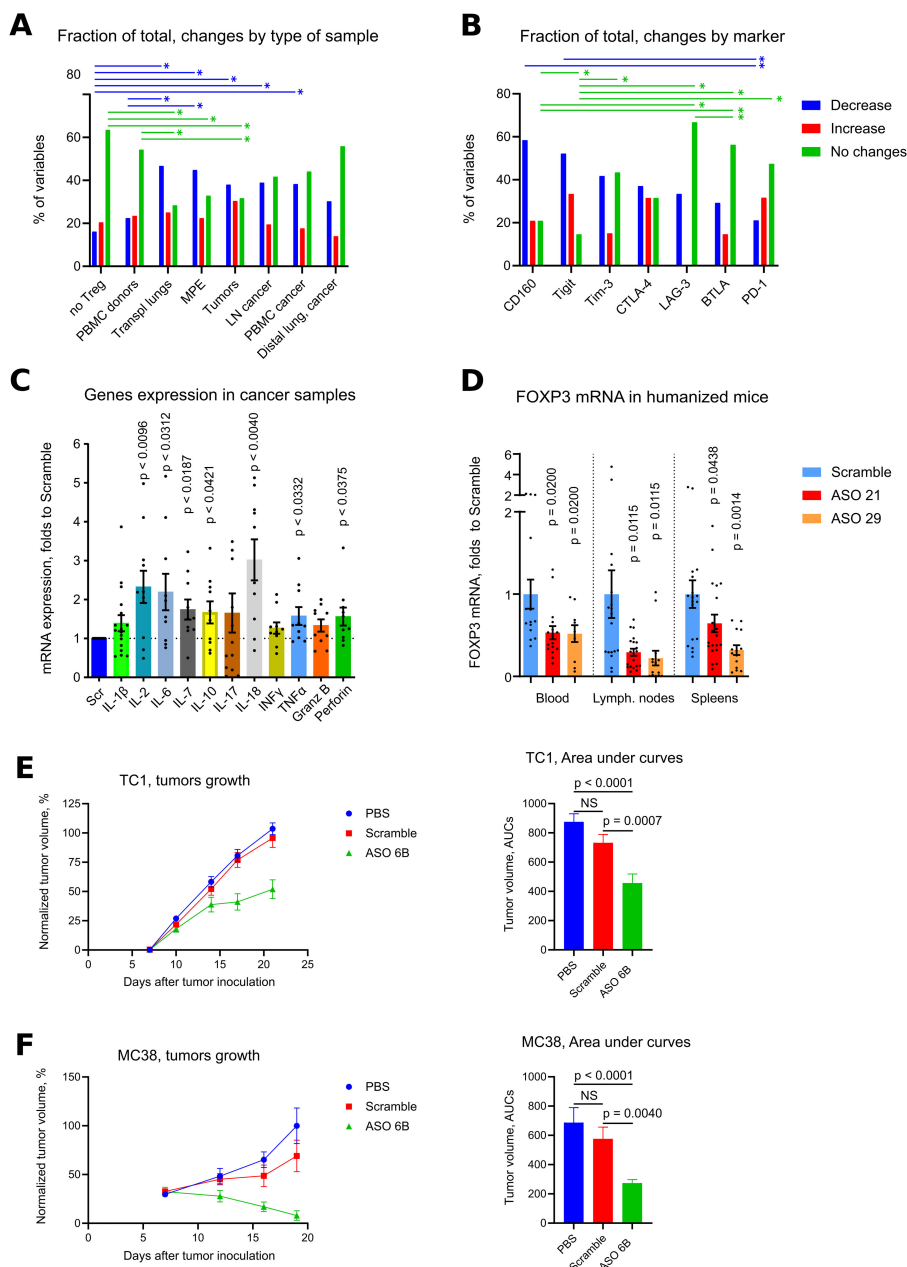 A
Fraction of total, changes by type of sample
% of variables
80
60
40
20
0
*
*
*
*
*
*
*
*
*
*
*
*
no Treg
PBMC donors
Transpl lungs
MPE
Tumors
LN cancer
PBMC cancer
Distal lung, cancer
B
Fraction of total, changes by marker
% of variables
80
60
40
20
0
*
*
*
*
*
*
*
*
*
*
CD160
Tigit
Tim-3
CTLA-4
LAG-3
BTLA
PD-1
Decrease
Increase
No changes
C
Genes expression in cancer samples
mRNA expression, folds to Scramble
6
5
4
3
2
1
0
p < 0.0096
p < 0.0312
p < 0.0187
p < 0.0421
p < 0.0040
p < 0.0332
p < 0.0375
Scr
IL-1β
IL-2
IL-6
IL-7
IL-10
IL-17
IL-18
INFγ
TNFα
Granz B
Perforin
D
FOXP3 mRNA in humanized mice
FOXP3 mRNA, folds to Scramble
6
4
2
2
1
0
p = 0.0200
p = 0.0200
p = 0.0115
p = 0.0115
p = 0.0438
p = 0.0014
Blood
Lymph. nodes
Spleens
Scramble
ASO 21
ASO 29
E
TC1, tumors growth
Normalized tumor volume, %
125
100
75
50
25
0
0 5 10 15 20 25
Days after tumor inoculation
PBS
Scramble
ASO 6B
TC1, Area under curves
p < 0.0001
NS
p = 0.0007
Tumor volume, AUCs
1000
800
600
400
200
0
PBS
Scramble
ASO 6B
F
MC38, tumors growth
Normalized tumor volume, %
150
100
50
0
0 5 10 15 20
Days after tumor inoculation
PBS
Scramble
ASO 6B
MC38, Area under curves
p < 0.0001
NS
p = 0.0040
Tumor volume, AUCs
1000
800
600
400
200
0
PBS
Scramble
ASO 6B